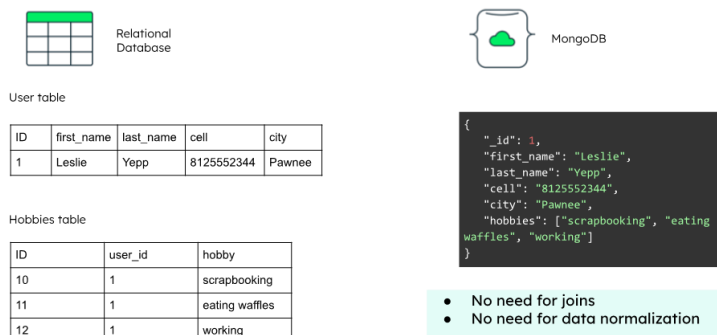 Relational
Database
MongoDB
User table
ID first_name last_name cell city
1 Leslie Yepp 8125552344 Pawnee
Hobbies table
ID user_id hobby
10 1 scrapbooking
11 1 eating waffles
12 1 working
{
"_id": 1,
"first_name": "Leslie",
"last_name": "Yepp",
"cell": "8125552344",
"city": "Pawnee",
"hobbies": ["scrapbooking", "eating
waffles", "working"]
}
● No need for joins
● No need for data normalization